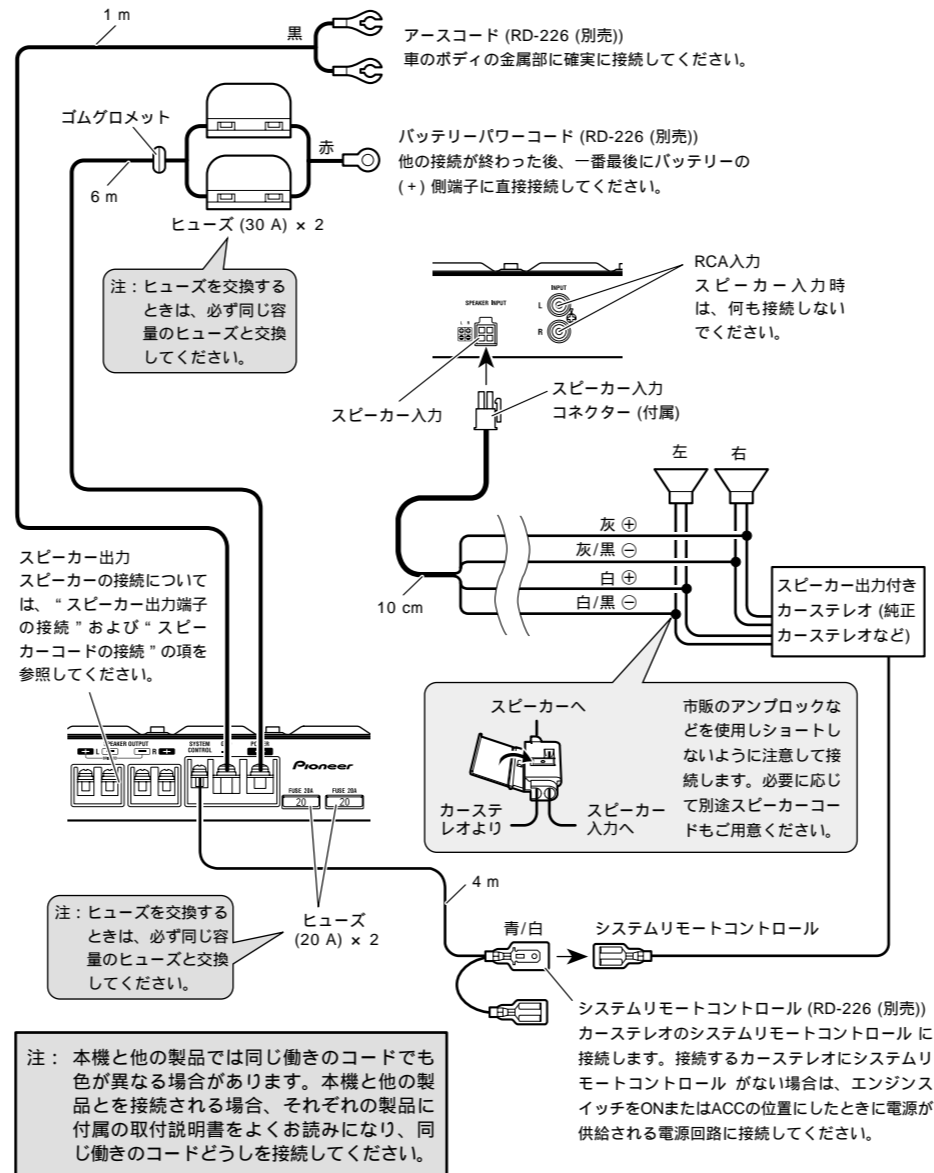 1 m
黒
アースコード (RD-226 (別売))
車のボディの金属部に確実に接続してください。
ゴムグロメット
赤
バッテリーパワーコード (RD-226 (別売))
他の接続が終わった後、一番最後にバッテリーの
(+) 側端子に直接接続してください。
6 m
ヒューズ (30 A) × 2
注：ヒューズを交換する
ときは、必ず同じ容
量のヒューズと交換
してください。
RCA入力
スピーカー入力時
は、何も接続しない
でください。
SPEAKER INPUT
INPUT
L
R
L R
スピーカー入力
スピーカー入力
コネクター (付属)
左
右
灰 ⊕
灰/黒 ⊖
白 ⊕
白/黒 ⊖
10 cm
スピーカー出力付き
カーステレオ (純正
カーステレオなど)
スピーカー出力
スピーカーの接続について
は、“ スピーカー出力端子
の接続 ” および “ スピー
カーコードの接続 ” の項を
参照してください。
スピーカーへ
カーステ
レオより
スピーカー
入力へ
市販のアンプロックな
どを使用しショートし
ないように注意して接
続します。必要に応じ
て別途スピーカーコー
ドもご用意ください。
SPEAKER OUTPUT
L
R
SYSTEM
CONTROL
Pioneer
FUSE 20A
FUSE 20A
20
20
4 m
注：ヒューズを交換する
ときは、必ず同じ容
量のヒューズと交換
してください。
ヒューズ
(20 A) × 2
青/白
システムリモートコントロール
システムリモートコントロール (RD-226 (別売))
カーステレオのシステムリモートコントロール に
接続します。接続するカーステレオにシステムリ
モートコントロール がない場合は、エンジンス
イッチをONまたはACCの位置にしたときに電源が
供給される電源回路に接続してください。
注： 本機と他の製品では同じ働きのコードでも
色が異なる場合があります。本機と他の製
品とを接続される場合、それぞれの製品に
付属の取付説明書をよくお読みになり、同
じ働きのコードどうしを接続してください。